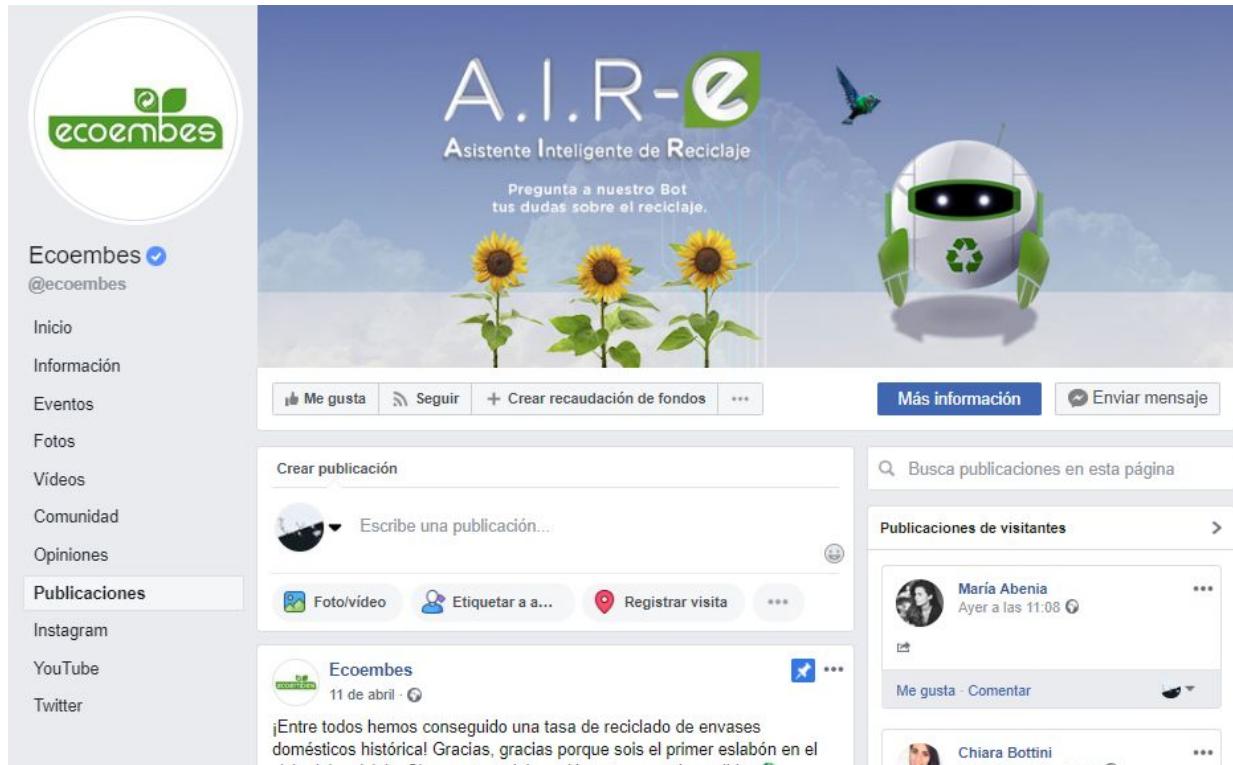 ecoembes
Ecoembes
@ecoembes
Inicio
Información
Eventos
Fotos
Vídeos
Comunidad
Opiniones
Publicaciones
Instagram
YouTube
Twitter
A.I.R-e
Asistente Inteligente de Reciclaje
Pregunta a nuestro Bot
tus dudas sobre el reciclaje.
Me gusta Seguir + Crear recaudación de fondos ...
Más información Enviar mensaje
Crear publicación
Escribe una publicación...
Foto/vídeo Etiquetar a a... Registrar visita ...
ecoembes
Ecoembes
11 de abril ·
¡Entre todos hemos conseguido una tasa de reciclado de envases
domésticos histórica! Gracias, gracias porque sois el primer eslabón en el
Busca publicaciones en esta página
Publicaciones de visitantes
María Abenia
Ayer a las 11:08
Me gusta · Comentar
Chiara Bottini